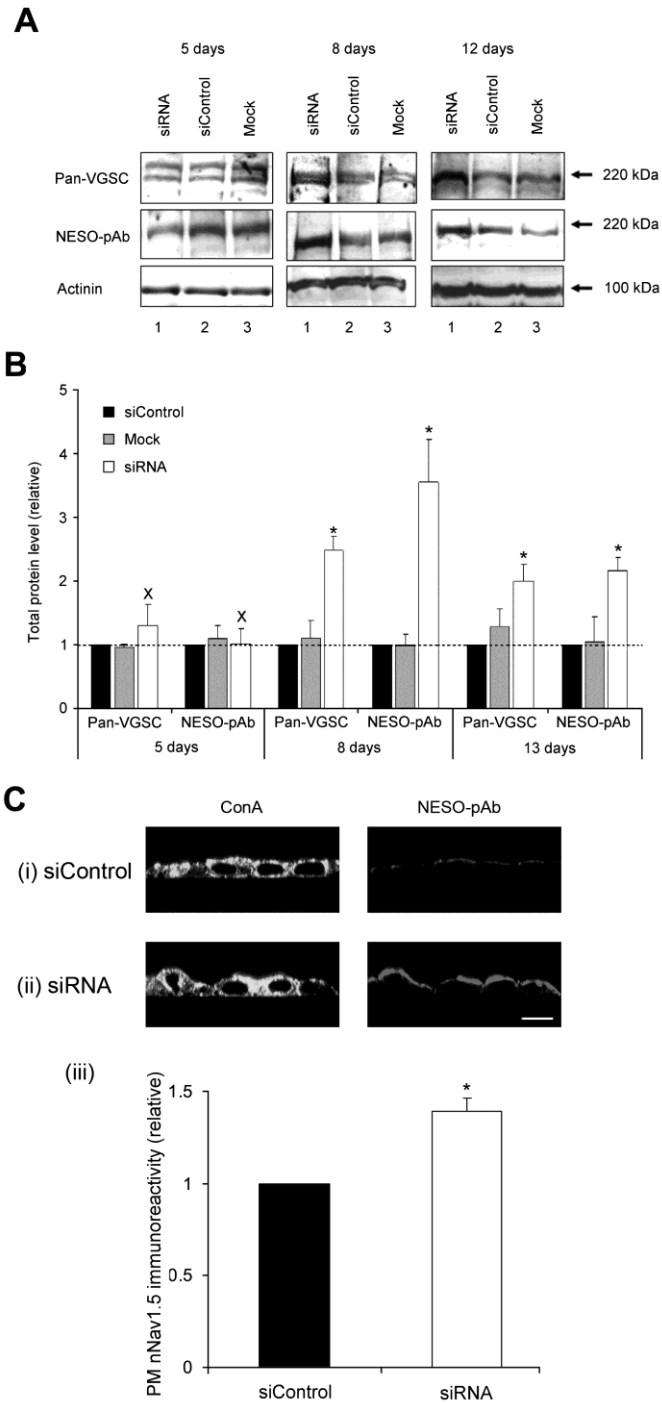 A
5 days 8 days 12 days
siRNA siControl Mock siRNA siControl Mock siRNA siControl Mock
Pan-VGSC 220 kDa
NESO-pAb 220 kDa
Actinin 100 kDa
1 2 3 1 2 3 1 2 3
B
5
siControl
Mock
siRNA
4
3
2
1
0
Total protein level (relative)
X X * * * *
Pan-VGSC NESO-pAb Pan-VGSC NESO-pAb Pan-VGSC NESO-pAb
5 days 8 days 13 days
C
ConA NESO-pAb
(i) siControl
(ii) siRNA
(iii)
PM nNav1.5 immunoreactivity (relative)
1.5
1
0.5
0
*
siControl siRNA